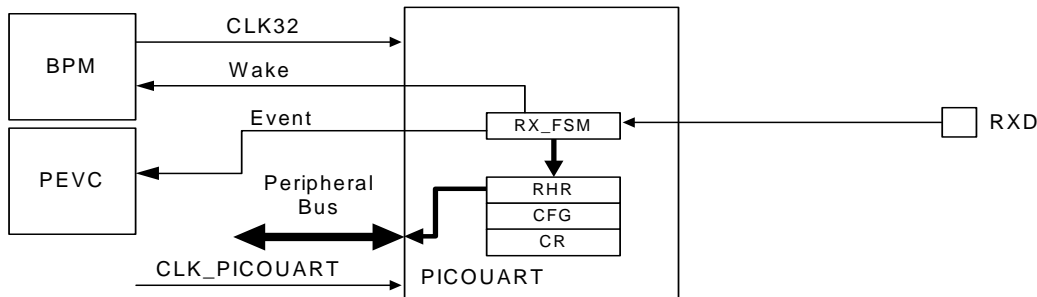 CLK32
BPM
Wake
Event
RX_FSM
RXD
PEVC
Peripheral
Bus
RHR
CFG
CR
CLK_PICOUART
PICOUART